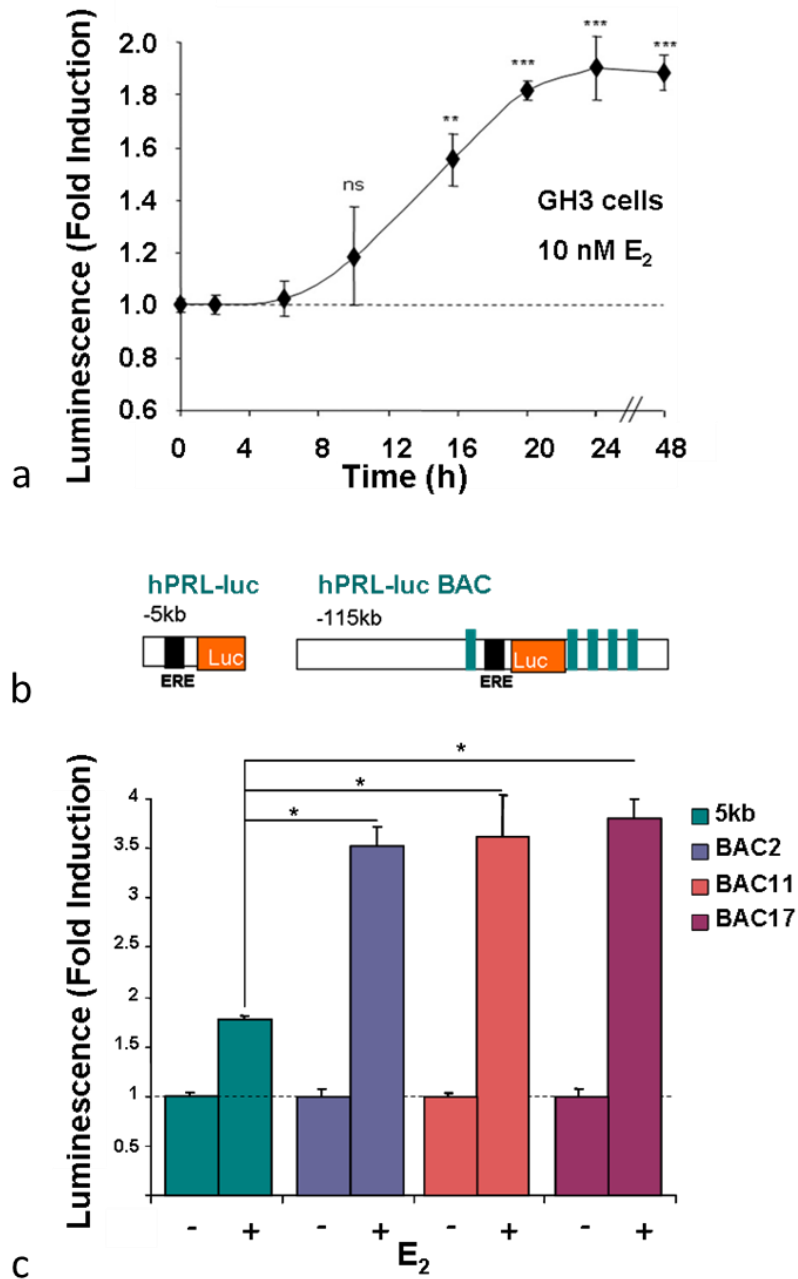 Luminescence (Fold Induction)
2.0
1.8
1.6
1.4
1.2
1.0
0.8
0.6
ns
**
***
***
***
GH3 cells
10 nM E₂
0 4 8 12 16 20 24 48
Time (h)
a
hPRL-luc
-5kb
Luc
ERE
hPRL-luc BAC
-115kb
Luc
ERE
b
Luminescence (Fold Induction)
4
3.5
3
2.5
2
1.5
1
0.5
*
*
*
5kb
BAC2
BAC11
BAC17
- + - + - + - +
E₂
c